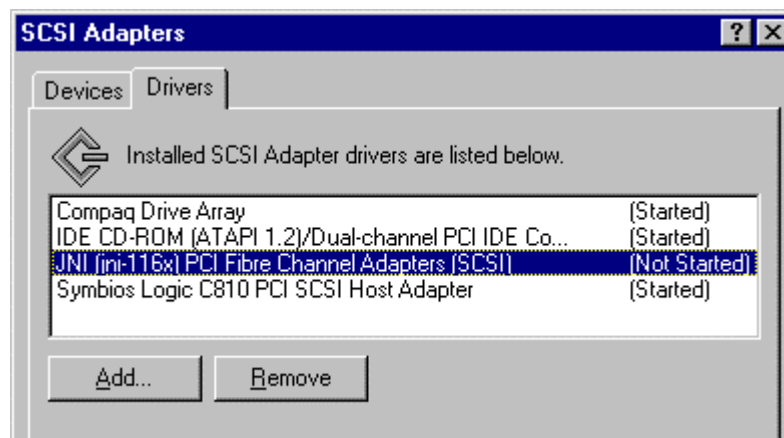 SCSI Adapters
Devices Drivers
Installed SCSI Adapter drivers are listed below.
Compaq Drive Array (Started)
IDE CD-ROM (ATAPI 1.2)/Dual-channel PCI IDE Co... (Started)
JNI (jni-116x) PCI Fibre Channel Adapters (SCSI) (Not Started)
Symbios Logic C810 PCI SCSI Host Adapter (Started)
Add... Remove